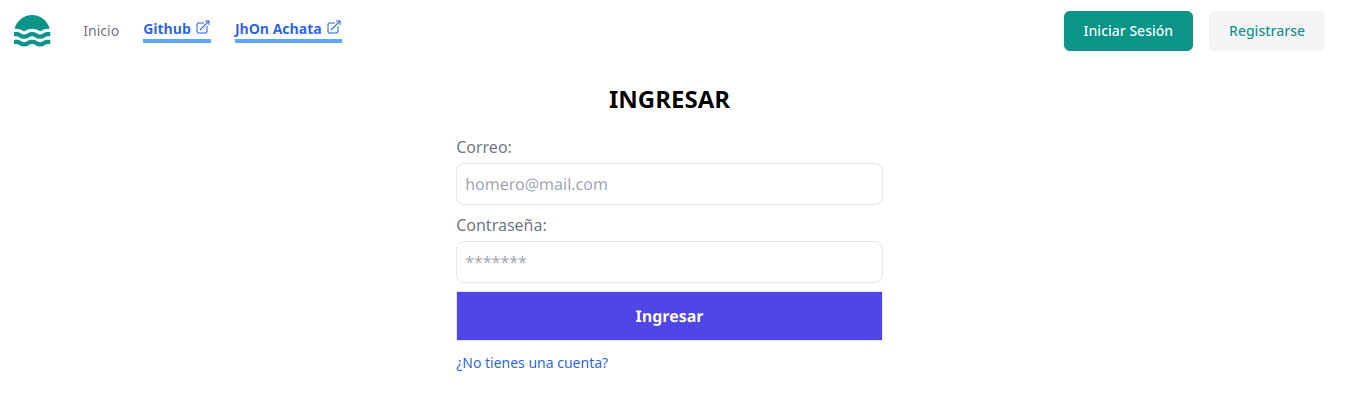 Inicio Github JhOn Achata Iniciar Sesión Registrarse
INGRESAR
Correo:
homero@mail.com
Contraseña:
*******
Ingresar
¿No tienes una cuenta?